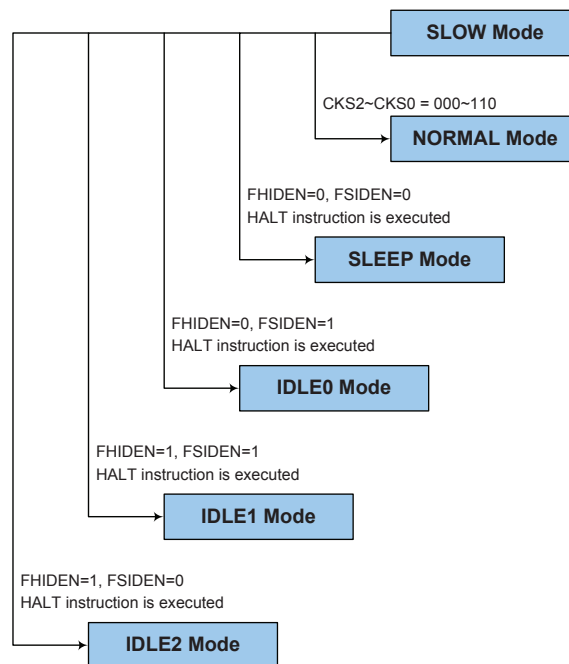 SLOW Mode
CKS2~CKS0 = 000~110
NORMAL Mode
FHIDEN=0, FSIDEN=0
HALT instruction is executed
SLEEP Mode
FHIDEN=0, FSIDEN=1
HALT instruction is executed
IDLE0 Mode
FHIDEN=1, FSIDEN=1
HALT instruction is executed
IDLE1 Mode
FHIDEN=1, FSIDEN=0
HALT instruction is executed
IDLE2 Mode